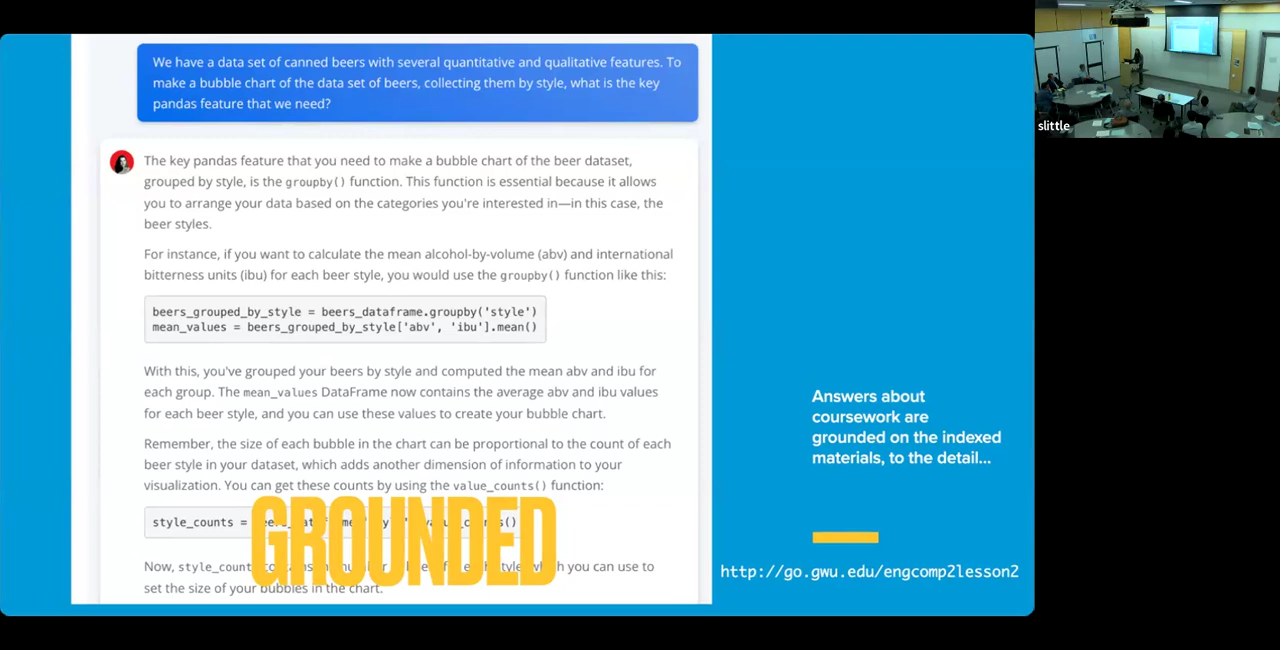 We have a data set of canned beers with several quantitative and qualitative features. To
make a bubble chart of the data set of beers, collecting them by style, what is the key
pandas feature that we need?
The key pandas feature that you need to make a bubble chart of the beer dataset,
grouped by style, is the groupby() function. This function is essential because it allows
you to arrange your data based on the categories you're interested in—in this case, the
beer styles.
For instance, if you want to calculate the mean alcohol-by-volume (abv) and international
bitterness units (ibu) for each beer style, you would use the groupby() function like this:
beers_grouped_by_style = beers_dataframe.groupby('style')
mean_values = beers_grouped_by_style['abv', 'ibu'].mean()
With this, you've grouped your beers by style and computed the mean abv and ibu for
each group. The mean_values DataFrame now contains the average abv and ibu values
for each beer style, and you can use these values to create your bubble chart.
Remember, the size of each bubble in the chart can be proportional to the count of each
beer style in your dataset, which adds another dimension of information to your
visualization. You can get these counts by using the value_counts() function:
style_counts =
GROUNDED
Now,
you can use to
set the size of your bubbles in the chart.
Answers about
coursework are
grounded on the indexed
materials, to the detail...
http://go.gwu.edu/engcomp2lesson2
slittle